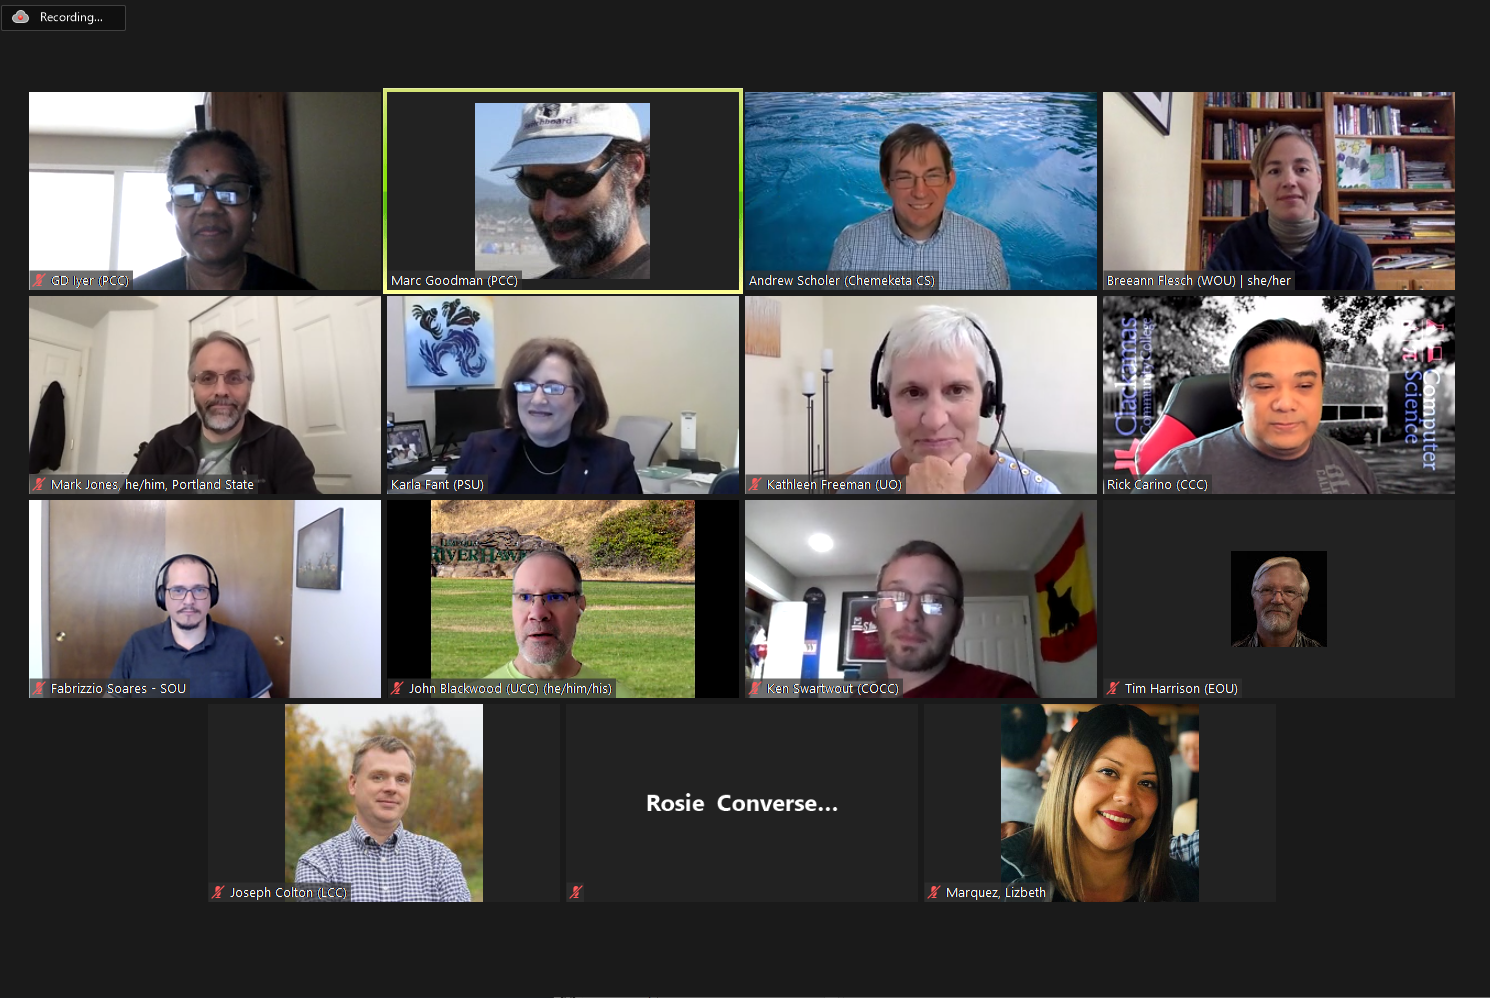 Recording...
GD Iyer (PCC)
Marc Goodman (PCC)
Andrew Scholer (Chemeketa CS)
Breeann Flesch (WOU) | she/her
Clackamas
Community College
Computer
Science
Mark Jones, he/him, Portland State
Karla Fant (PSU)
Kathleen Freeman (UO)
Rick Carino (CCC)
RIVERHAWK
Fabrizzio Soares - SOU
John Blackwood (UCC) (he/him/his)
Ken Swartwout (COCC)
Tim Harrison (EOU)
Rosie Converse...
Joseph Colton (LCC)
Marquez, Lizbeth